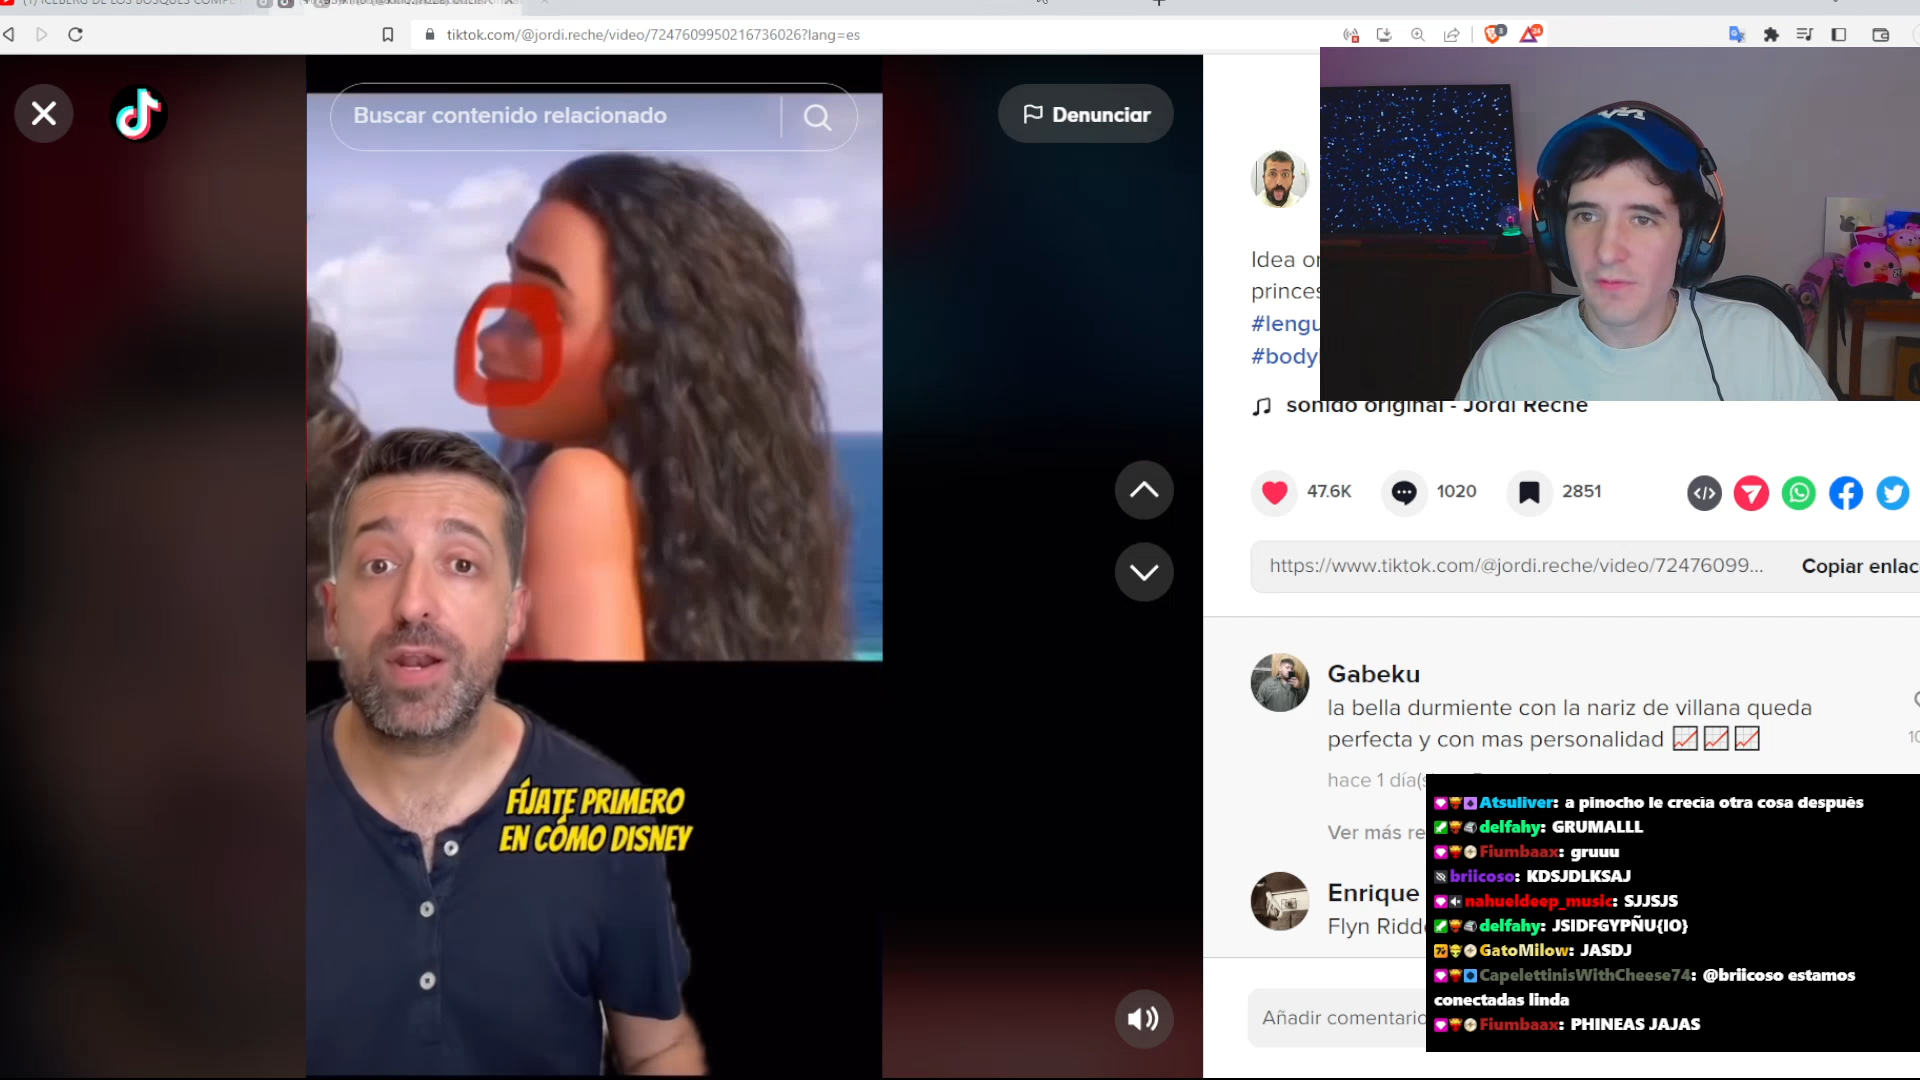 tiktok.com/@jordi.reche/video/7247609950216736026?lang=es
Buscar contenido relacionado
Denunciar
FÍJATE PRIMERO
EN CÓMO DISNEY
Idea
princes
#lengu
#body
sonido original - Jordi Reche
47.6K
1020
2851
https://www.tiktok.com/@jordi.reche/video/72476099...
Copiar enlac
Gabeku
la bella durmiente con la nariz de villana queda
perfecta y con mas personalidad
hace 1 día(s
Ver más re
Enrique
Flyn Ridd
Añadir comentario
Atsuliver: a pinocho le crecia otra cosa después
delfahy: GRUMALLL
Fiumbaax: gruuu
briicoso: KDSJDLKSAJ
nahueldeep_music: SJJSJS
delfahy: JSIDFGYPÑU{IO}
GatoMilow: JASDJ
CapelettinisWithCheese74: @briicoso estamos
conectadas linda
Fiumbaax: PHINEAS JAJAS